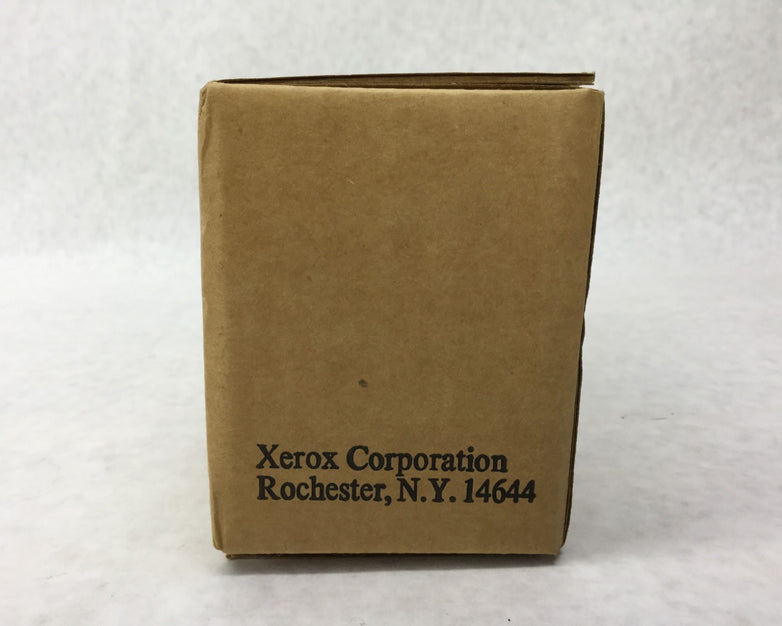 Xerox Corporation
Rochester, N.Y. 14644